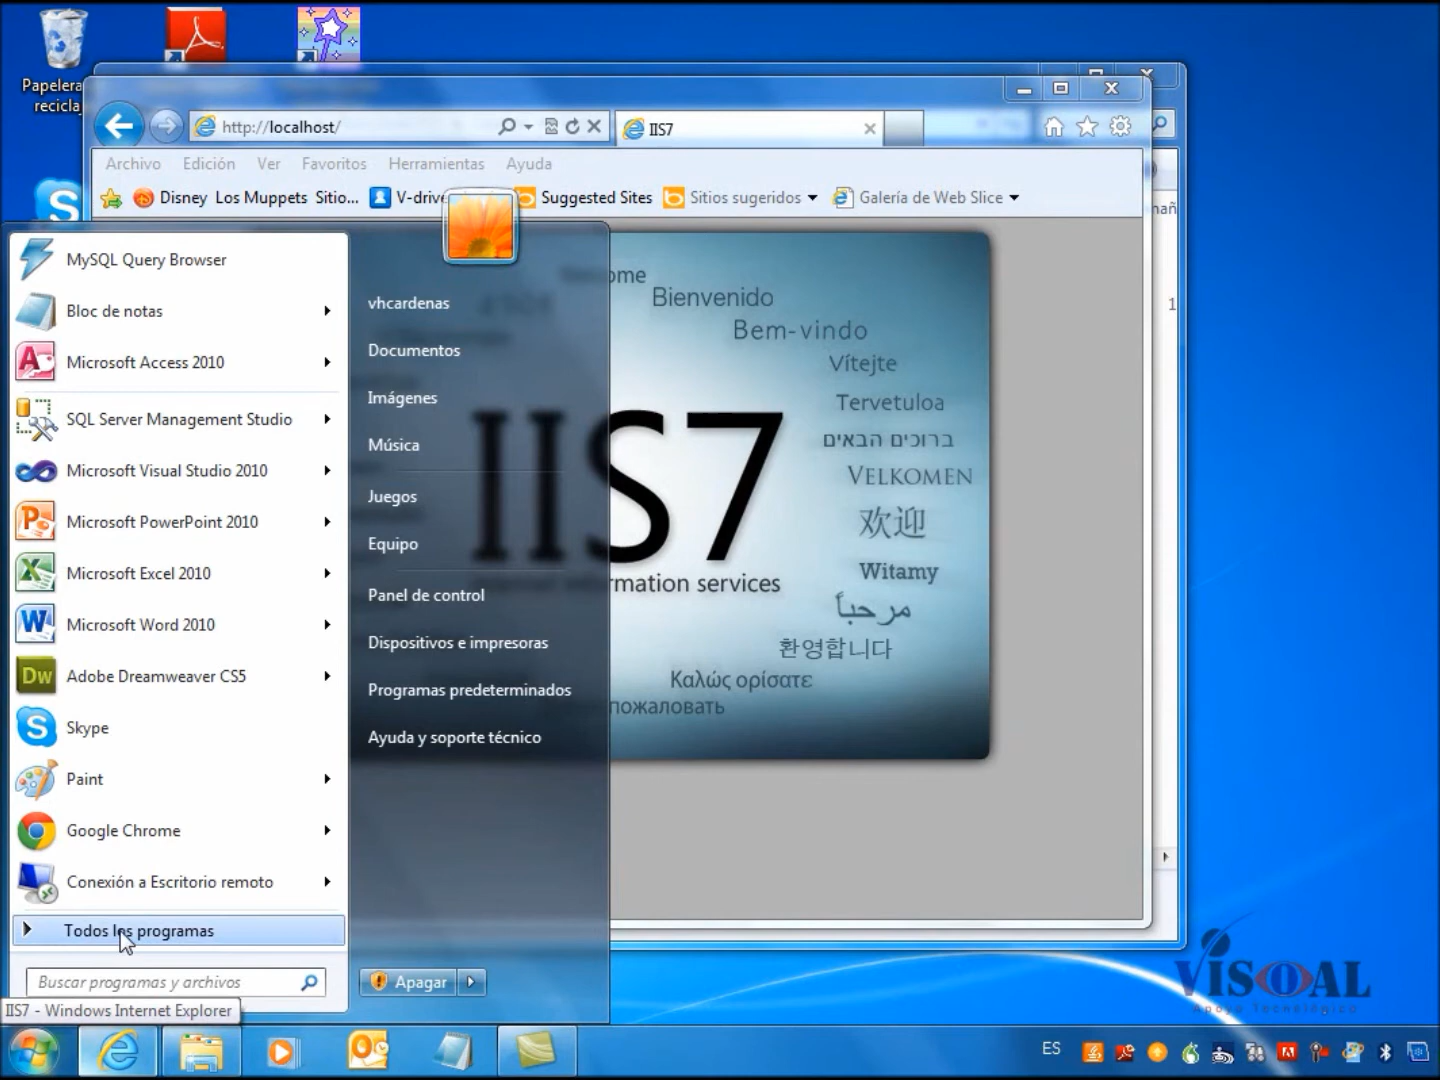 Papelera
recicla
http://localhost/
IIS7
Archivo Edición Ver Favoritos Herramientas Ayuda
Disney Los Muppets Sitio...
V-drive
Suggested Sites
Sitios sugeridos
Galería de Web Slice
MySQL Query Browser
Bloc de notas
Microsoft Access 2010
SQL Server Management Studio
Microsoft Visual Studio 2010
Microsoft PowerPoint 2010
Microsoft Excel 2010
Microsoft Word 2010
Adobe Dreamweaver CS5
Skype
Paint
Google Chrome
Conexión a Escritorio remoto
Todos los programas
Buscar programas y archivos
vhcardenas
Documentos
Imágenes
Música
Juegos
Equipo
Panel de control
Dispositivos e impresoras
Programas predeterminados
Ayuda y soporte técnico
Apagar
Bienvenido
Bem-vindo
Vítejte
Tervetuloa
ברוכים הבאים
VELKOMEN
欢迎
Witamy
مرحباً
환영합니다
Καλώς ορίσατε
пожаловать
IIS7
information services
IIS7 - Windows Internet Explorer
VISOAL
Apoyo Tecnológico
ES